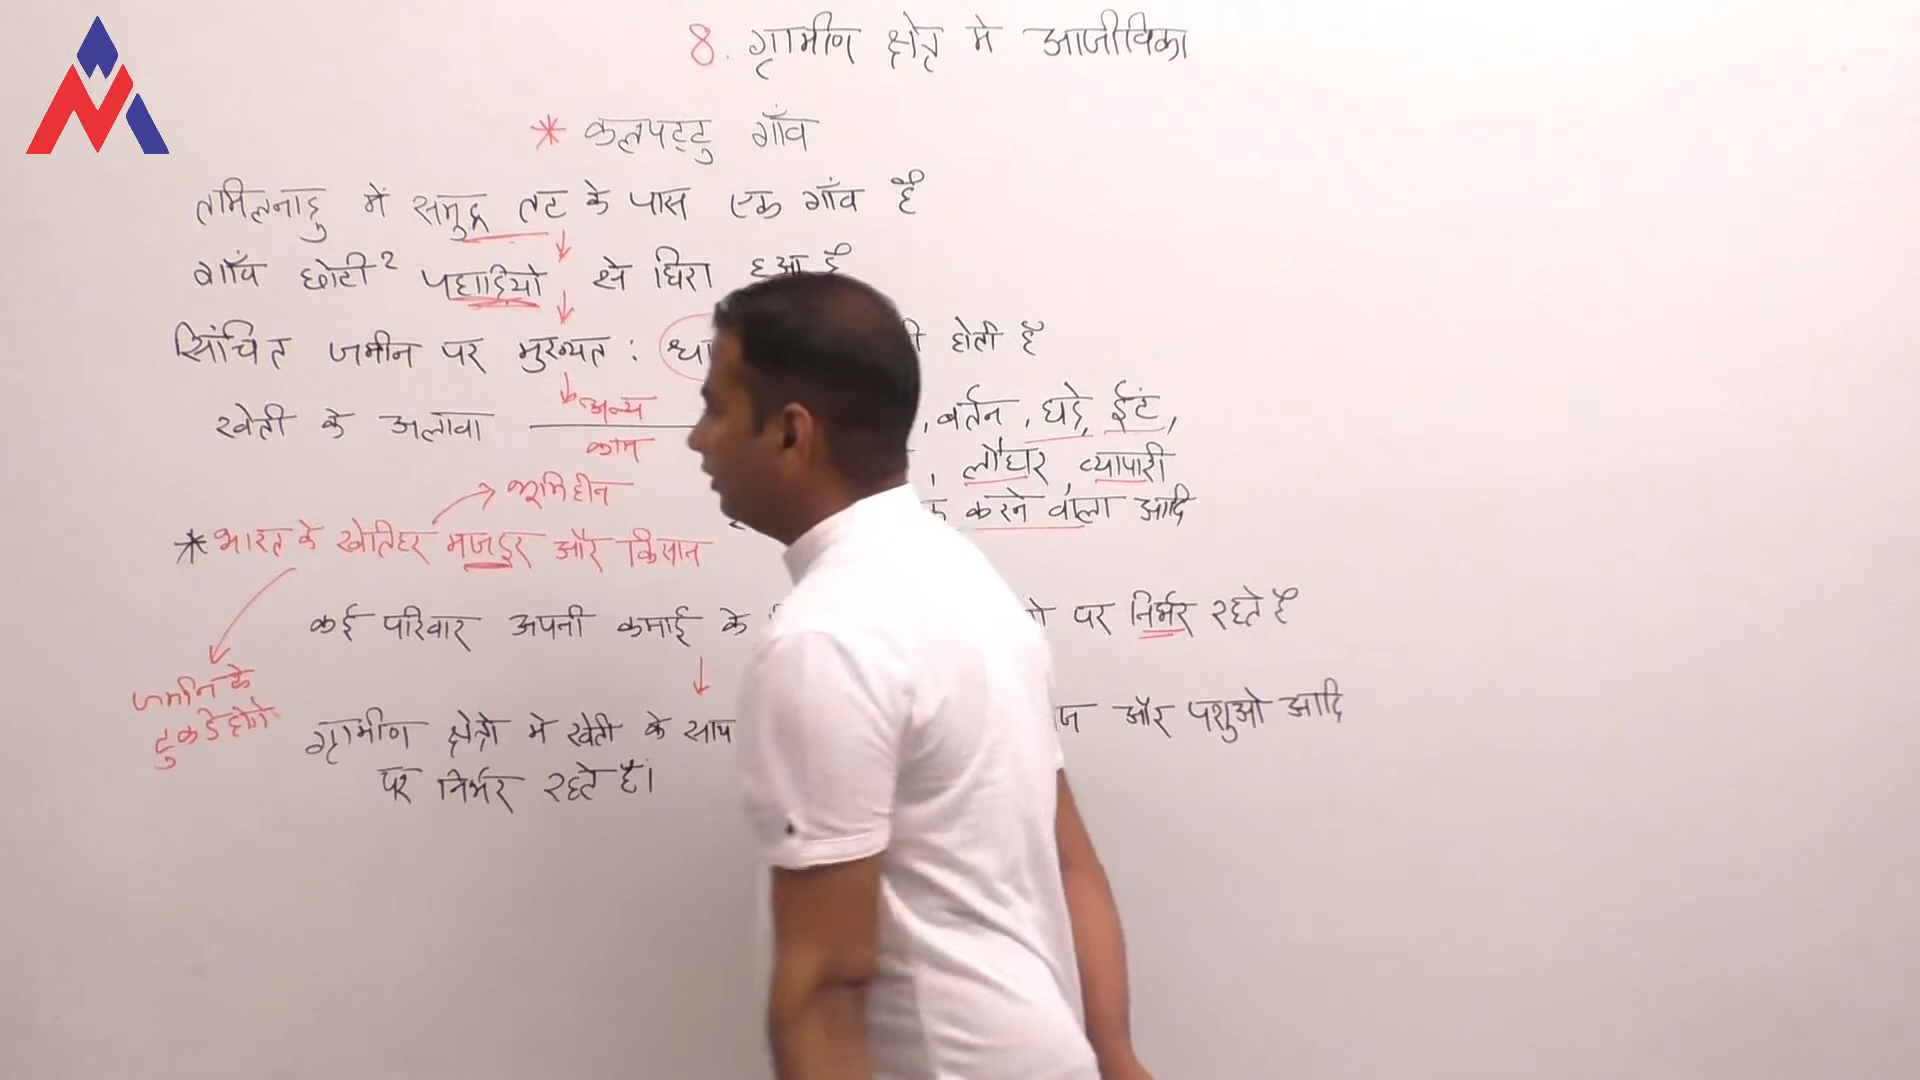 8. ग्रामीण क्षेत्र मे आजीविका
* कलपट्टु गाँव
तमिलनाडु में समुद्र तट के पास एक गाँव है
गाँव छोटी २ पहाड़ियो से घिरा हुआ है
सिंचित जमीन पर मुख्यत: होती है
खेती के अलावा अन्य काम , बर्तन , घड़े, ईंट,
, लौहार , व्यापारी
भूमिहीन
करने वाला आदि
* भारत के खेतिहर मजदुर और किसान
कई परिवार अपनी कमाई के पर निर्भर रहते है
जमीन के
टुकडे होने
ग्रामीण क्षेत्रो मे खेती के साथ और पशुओ आदि
पर निर्भर रहते है।